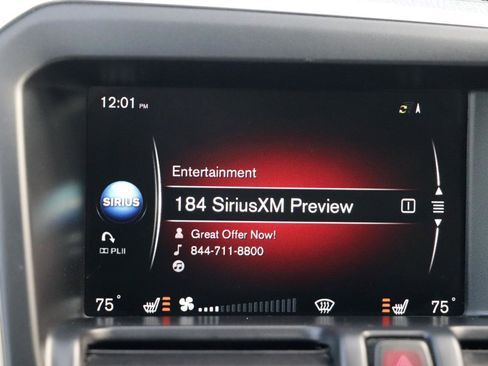 12:01 PM
Entertainment
SIRIUS
184 SiriusXM Preview
Great Offer Now!
844-711-8800
PLII
75°
75°